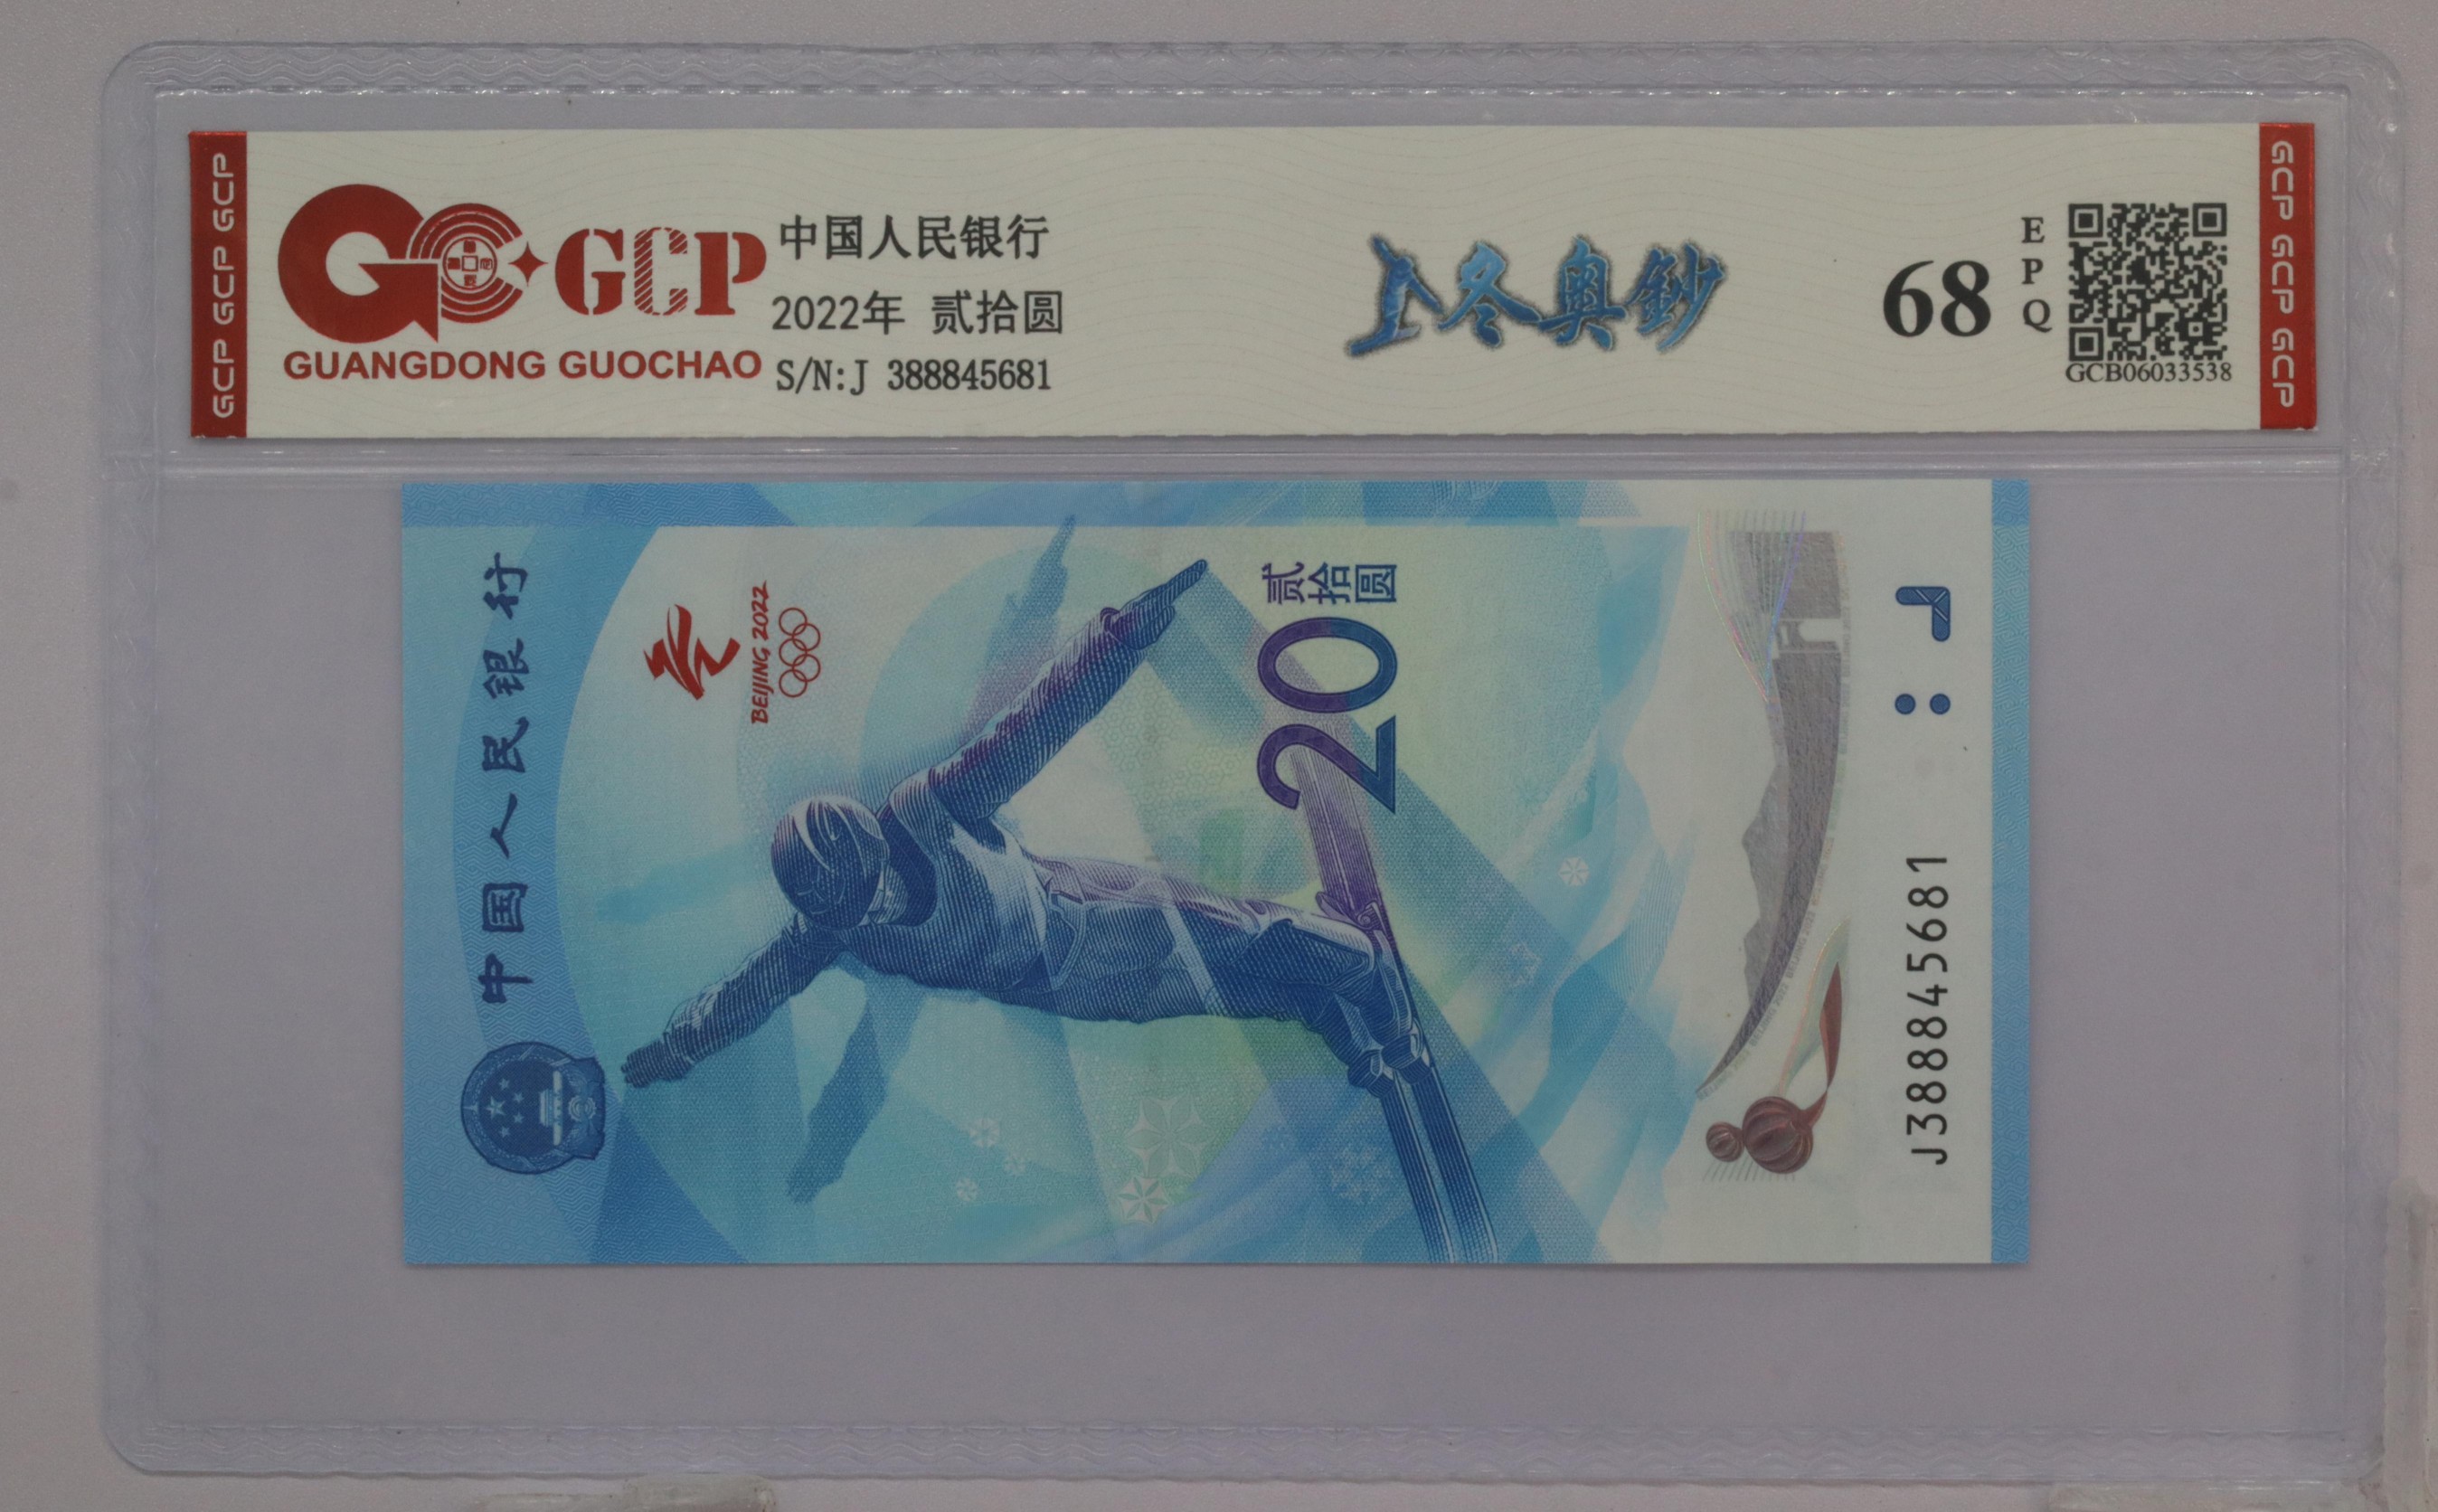 GCP GCP GCP
GCP
GUANGDONG GUOCHAO
中国人民银行
2022年 贰拾圆
S/N:J 388845681
冬奥鈔
68
EPQ
GCB06033538
GCP GCP GCP
中国人民银行
BEIJING 2022
贰拾圆
20
J388845681